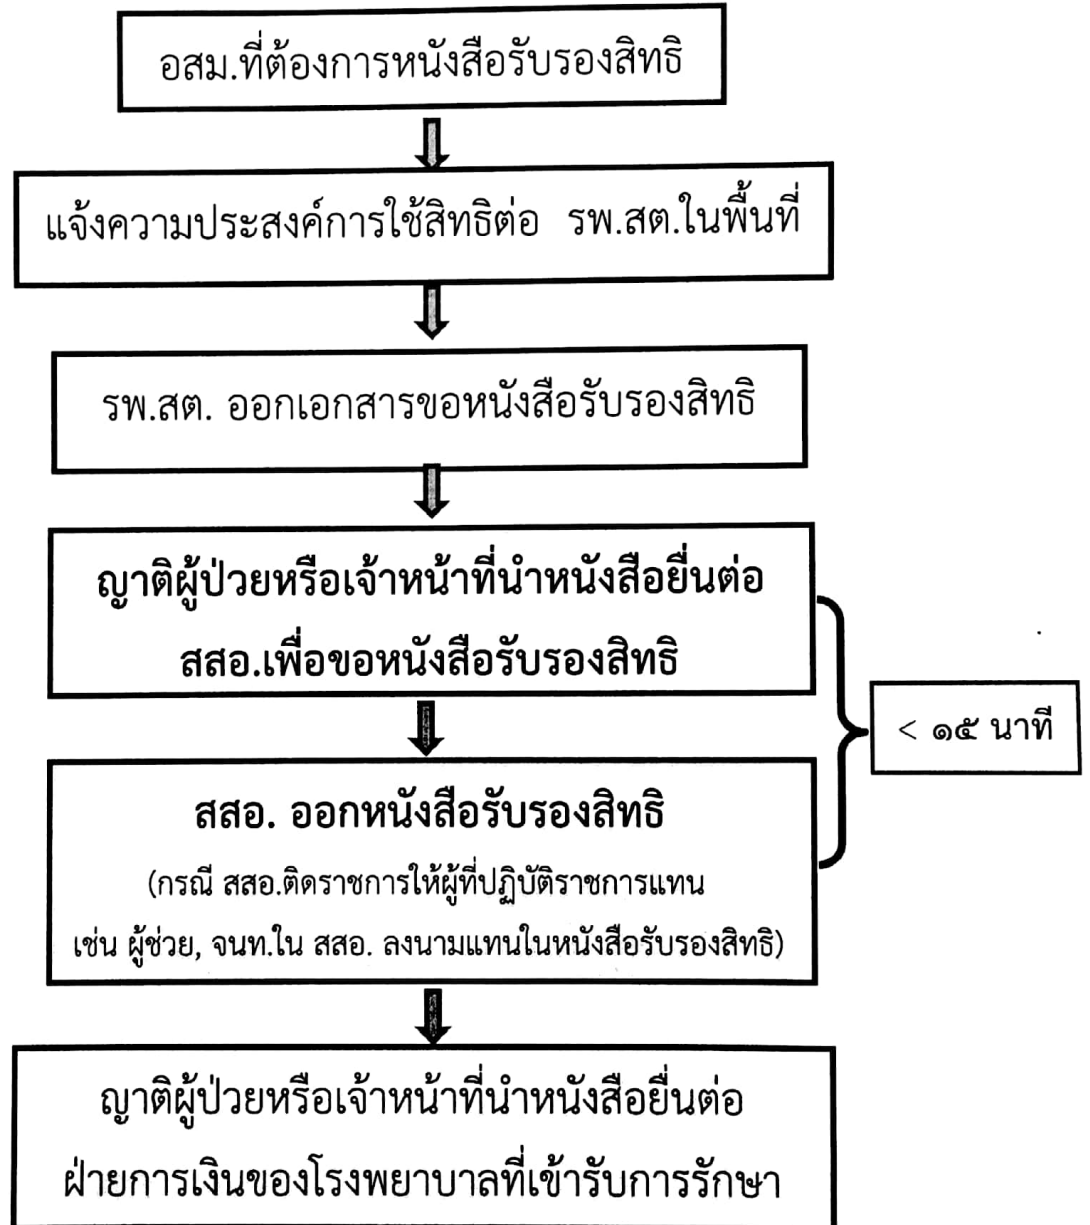 อสม.ที่ต้องการหนังสือรับรองสิทธิ
แจ้งความประสงค์การใช้สิทธิต่อ รพ.สต.ในพื้นที่
รพ.สต. ออกเอกสารขอหนังสือรับรองสิทธิ
ญาติผู้ป่วยหรือเจ้าหน้าที่นำหนังสือยื่นต่อ
สสอ.เพื่อขอหนังสือรับรองสิทธิ
< ๑๕ นาที
สสอ. ออกหนังสือรับรองสิทธิ
(กรณี สสอ.ติดราชการให้ผู้ที่ปฏิบัติราชการแทน
เช่น ผู้ช่วย, จนท.ใน สสอ. ลงนามแทนในหนังสือรับรองสิทธิ)
ญาติผู้ป่วยหรือเจ้าหน้าที่นำหนังสือยื่นต่อ
ฝ่ายการเงินของโรงพยาบาลที่เข้ารับการรักษา